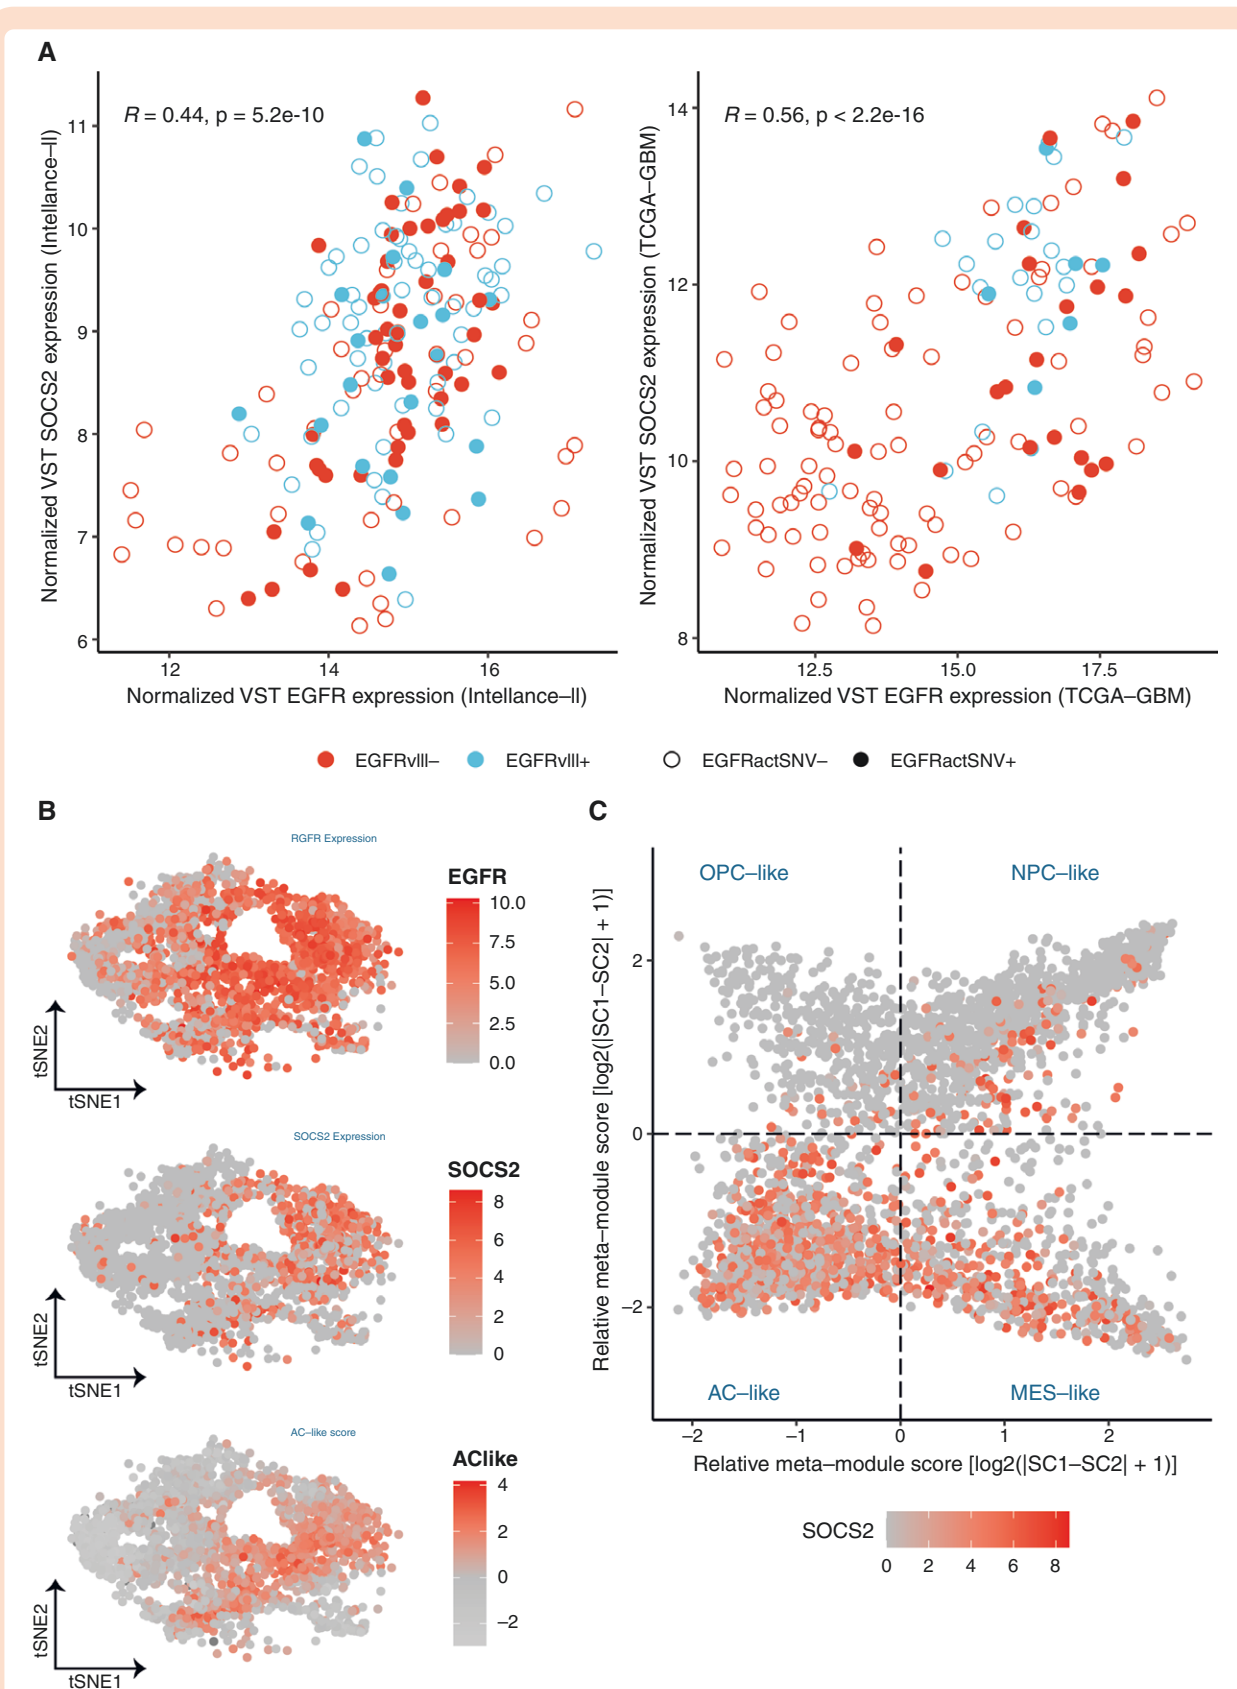 A
R = 0.44, p = 5.2e-10
Normalized VST SOCS2 expression (Intellance–II)
11
10
9
8
7
6
12
14
16
Normalized VST EGFR expression (Intellance–II)
R = 0.56, p < 2.2e-16
Normalized VST SOCS2 expression (TCGA–GBM)
14
12
10
8
12.5
15.0
17.5
Normalized VST EGFR expression (TCGA–GBM)
EGFRvIII–
EGFRvIII+
EGFRactSNV–
EGFRactSNV+
B
RGFR Expression
EGFR
10.0
7.5
5.0
2.5
0.0
tSNE2
tSNE1
SOCS2 Expression
SOCS2
8
6
4
2
0
tSNE2
tSNE1
AC–like score
AClike
4
2
0
–2
tSNE2
tSNE1
C
OPC–like
NPC–like
Relative meta–module score [log2(|SC1–SC2| + 1)]
2
0
–2
AC–like
MES–like
–2
–1
0
1
2
Relative meta–module score [log2(|SC1–SC2| + 1)]
SOCS2
0
2
4
6
8